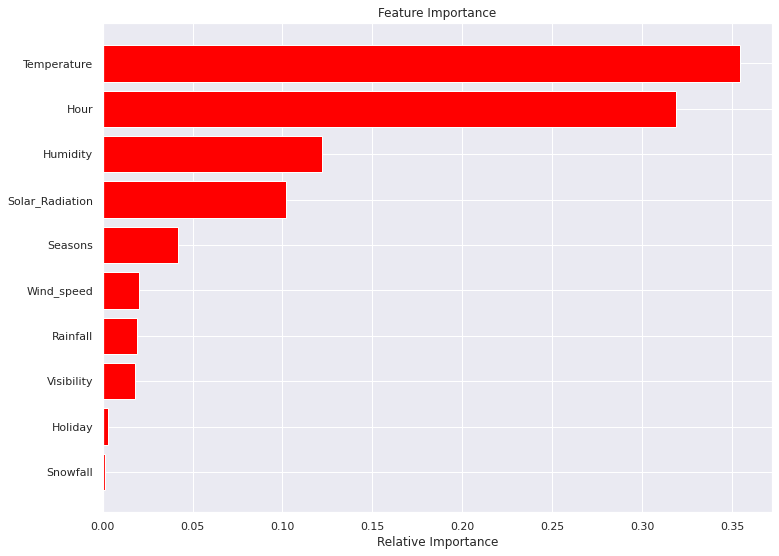 Feature Importance
Temperature
Hour
Humidity
Solar_Radiation
Seasons
Wind_speed
Rainfall
Visibility
Holiday
Snowfall
0.00 0.05 0.10 0.15 0.20 0.25 0.30 0.35
Relative Importance